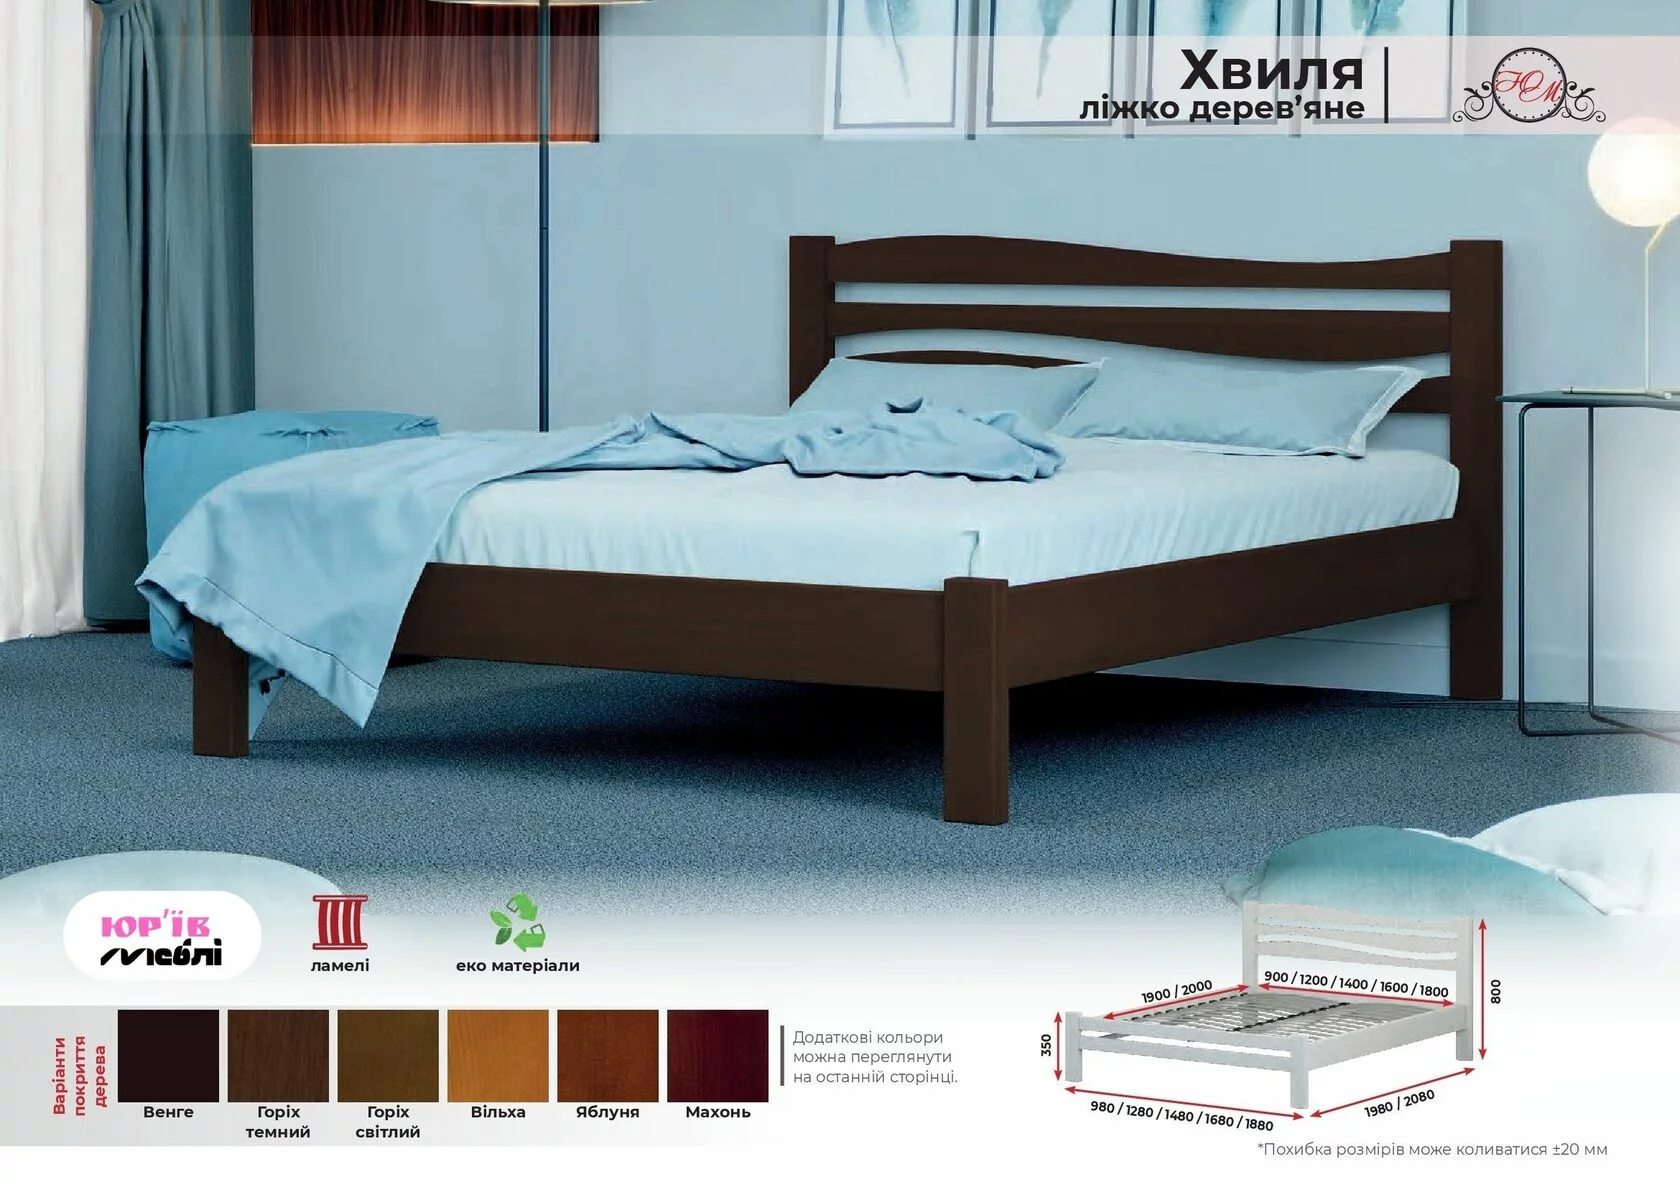 Хвиля
ліжко дерев'яне
ЮМ
ЮР'ЇВ
меблі
ламелі
еко матеріали
Варіанти
покриття
дерева
Венге
Горіх
темний
Горіх
світлий
Вільха
Яблуня
Махонь
Додаткові кольори
можна переглянути
на останній сторінці.
1900 / 2000
900 / 1200 / 1400 / 1600 / 1800
800
350
980 / 1280 / 1480 / 1680 / 1880
1980 / 2080
*Похибка розмірів може коливатися ±20 мм